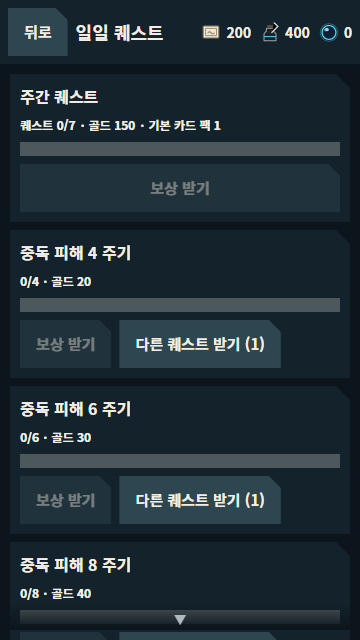 뒤로
일일 퀘스트
200
400
0
주간 퀘스트
퀘스트 0/7 · 골드 150 · 기본 카드 팩 1
보상 받기
중독 피해 4 주기
0/4 · 골드 20
보상 받기
다른 퀘스트 받기 (1)
중독 피해 6 주기
0/6 · 골드 30
보상 받기
다른 퀘스트 받기 (1)
중독 피해 8 주기
0/8 · 골드 40